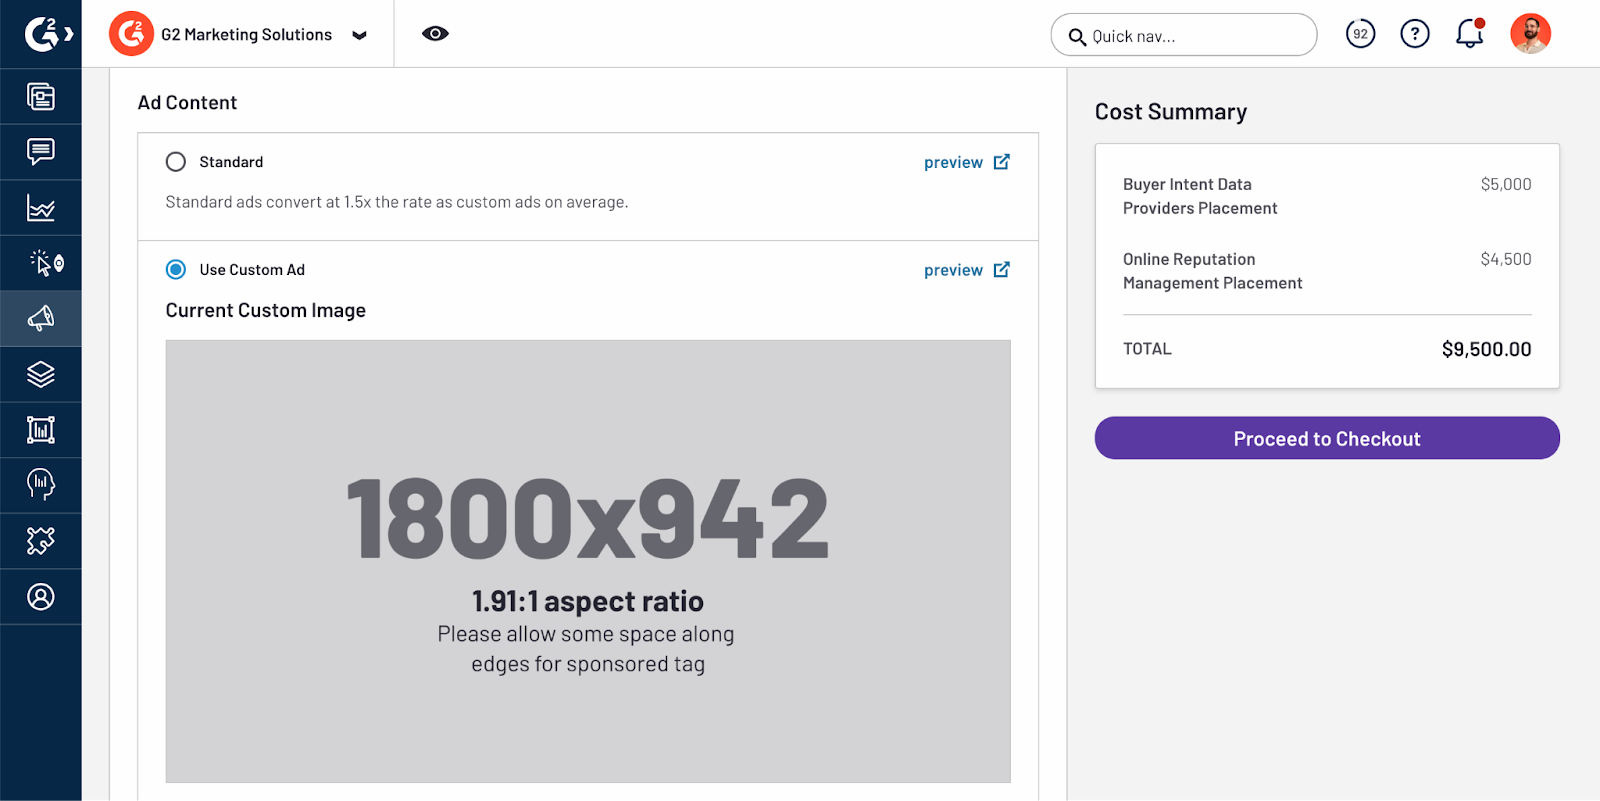 G2 Marketing Solutions
Quick nav...
92
?
Ad Content
Standard
preview
Standard ads convert at 1.5x the rate as custom ads on average.
Use Custom Ad
preview
Current Custom Image
1800x942
1.91:1 aspect ratio
Please allow some space along
edges for sponsored tag
Cost Summary
Buyer Intent Data
Providers Placement
$5,000
Online Reputation
Management Placement
$4,500
TOTAL
$9,500.00
Proceed to Checkout